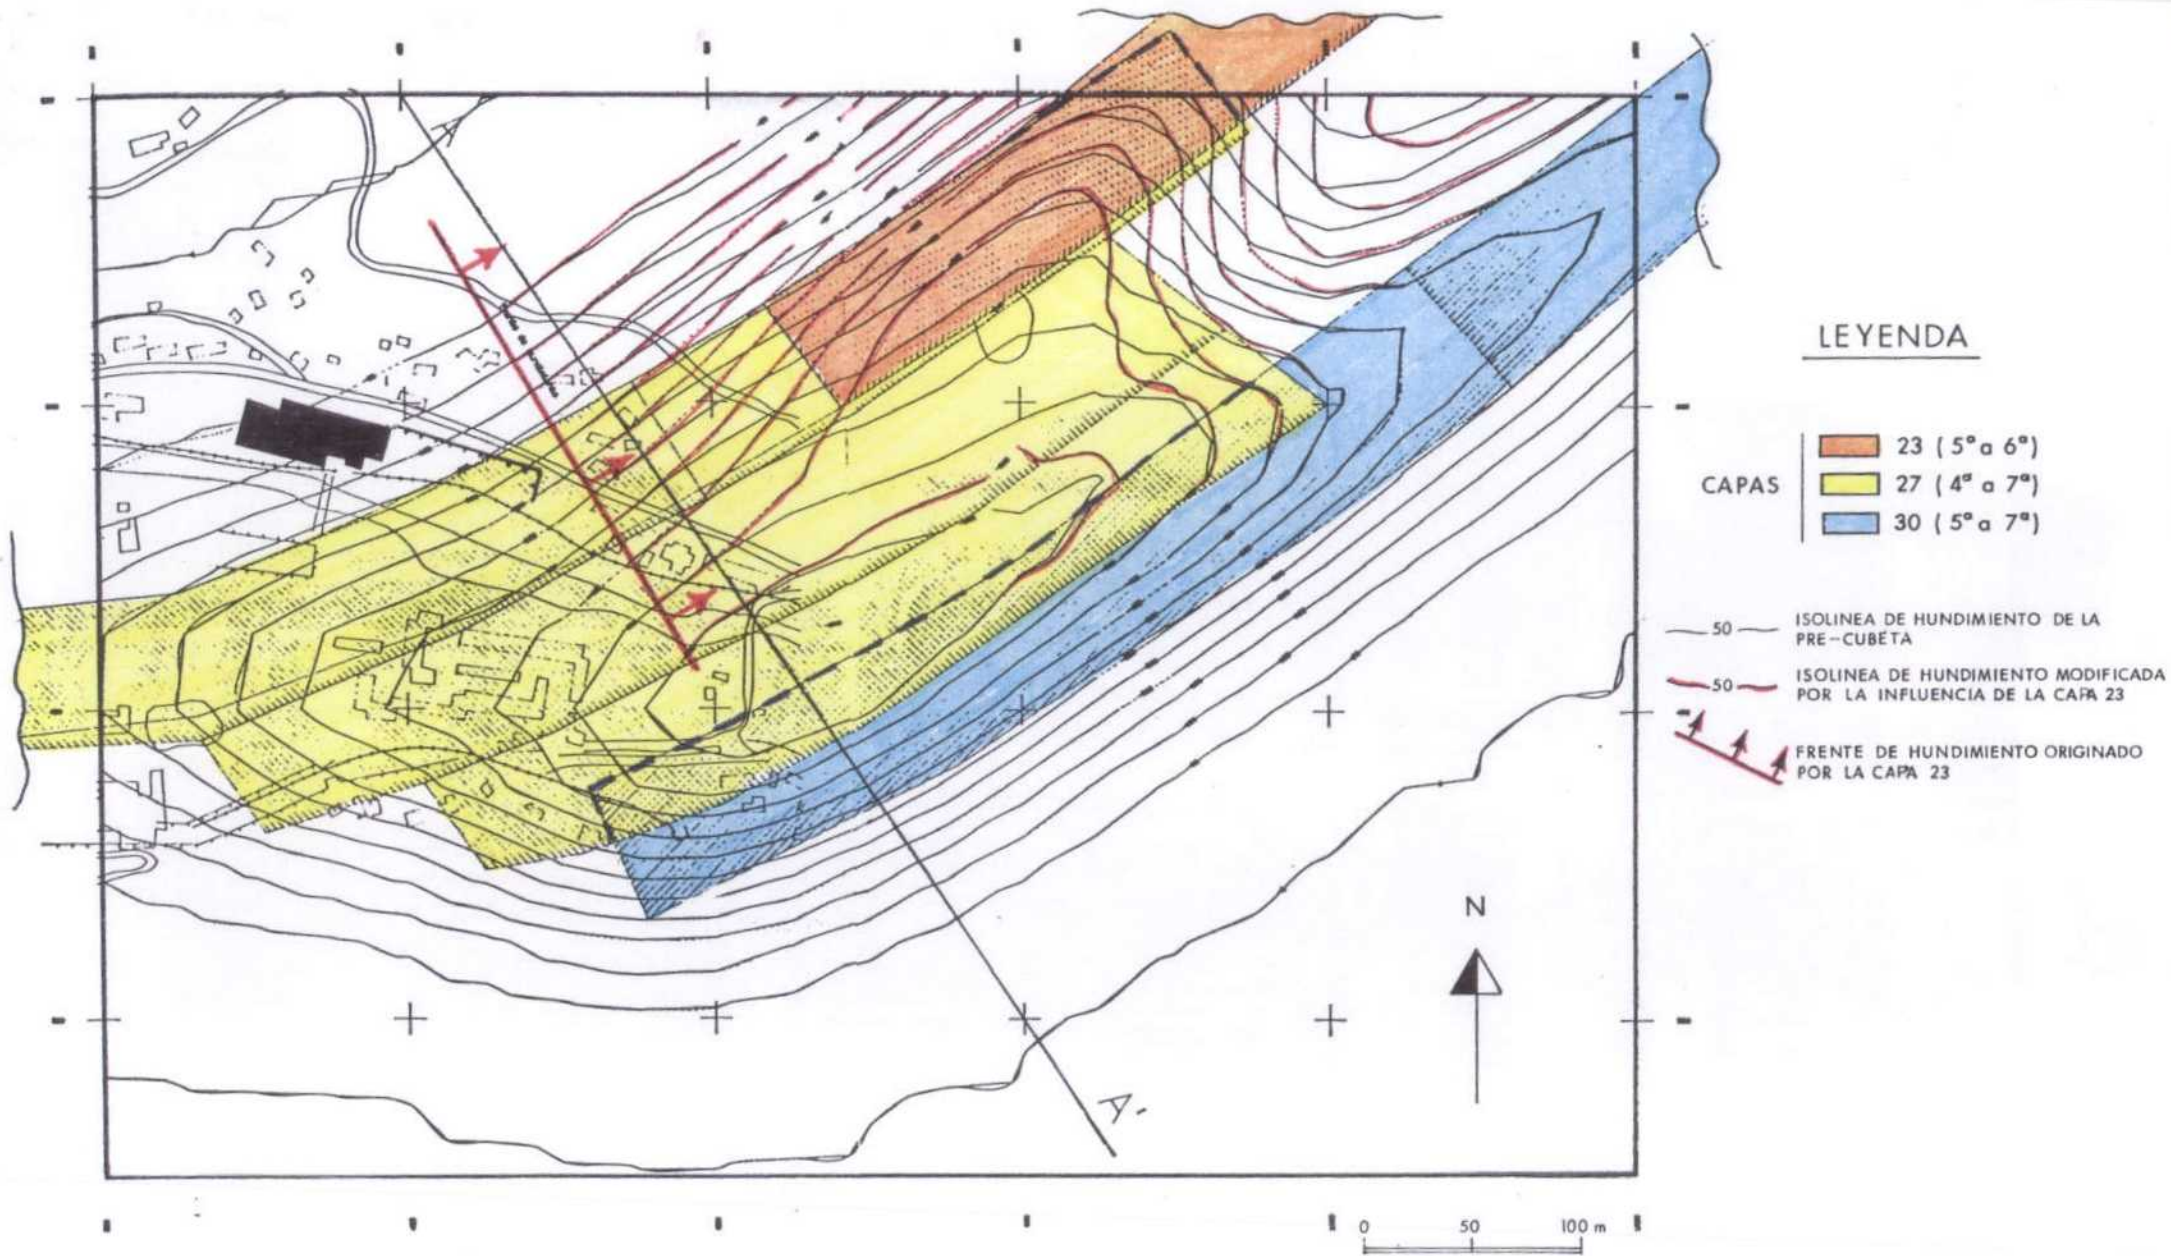 LEYENDA
CAPAS
23 (5ª a 6ª)
27 (4ª a 7ª)
30 (5ª a 7ª)
50
ISOLINEA DE HUNDIMIENTO DE LA
PRE-CUBETA
50
ISOLINEA DE HUNDIMIENTO MODIFICADA
POR LA INFLUENCIA DE LA CAPA 23
FRENTE DE HUNDIMIENTO ORIGINADO
POR LA CAPA 23
N
A
A'
0 50 100 m